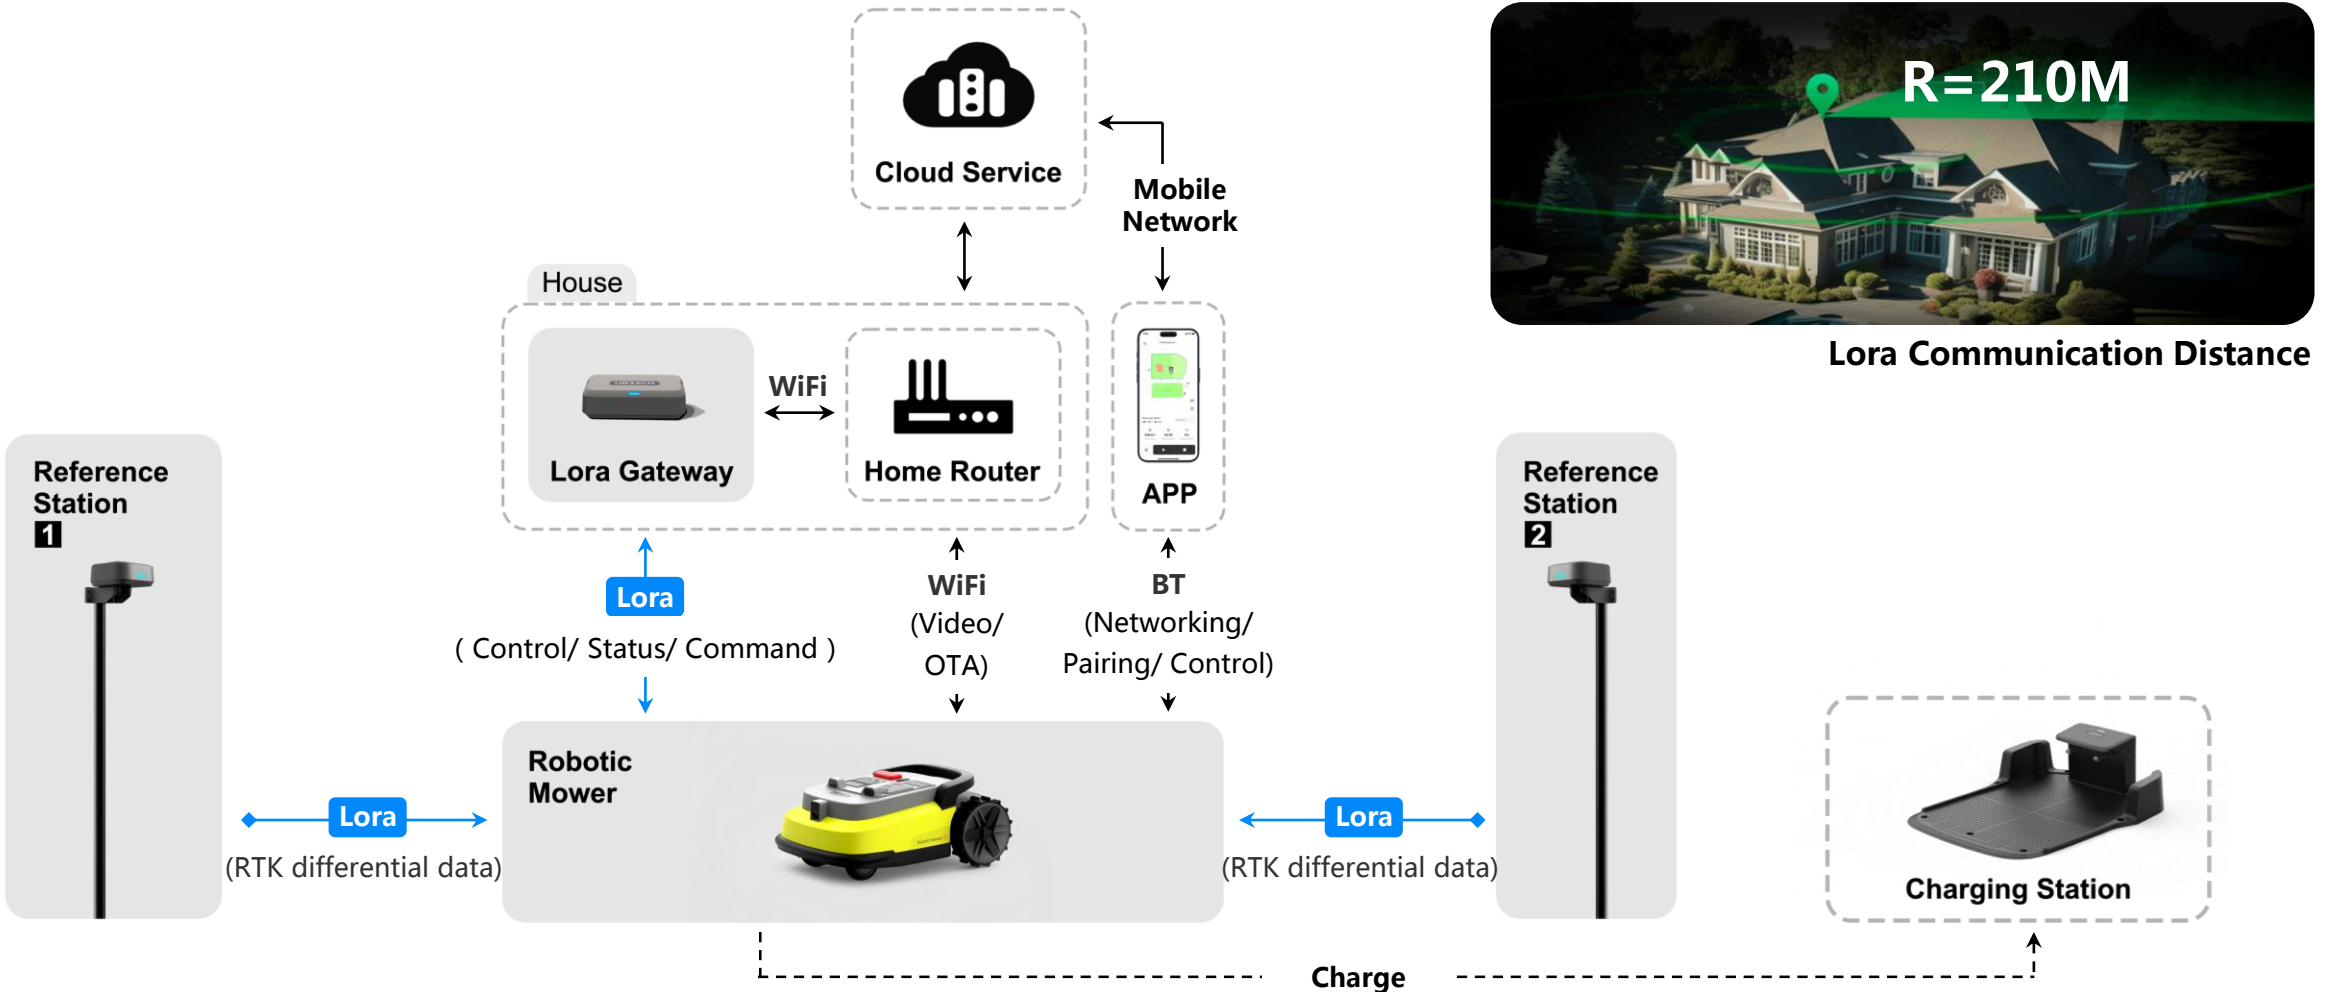 Cloud Service
Mobile
Network
R=210M
Lora Communication Distance
House
WiFi
Lora Gateway
Home Router
APP
Reference
Station
1
Reference
Station
2
Lora
( Control/ Status/ Command )
WiFi
(Video/
OTA)
BT
(Networking/
Pairing/ Control)
Robotic
Mower
Lora
(RTK differential data)
Lora
(RTK differential data)
Charging Station
Charge